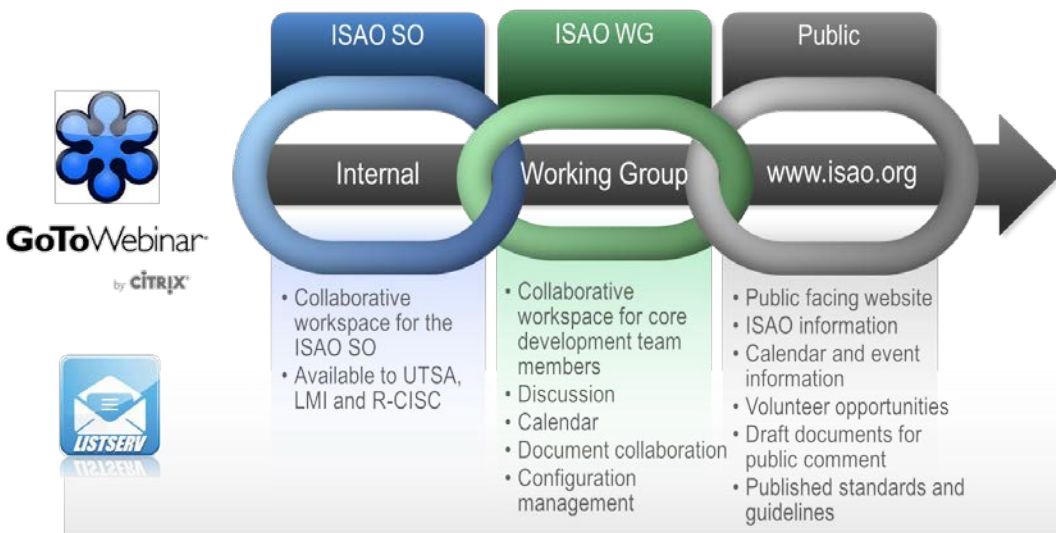 ISAO SO
ISAO WG
Public
Internal
Working Group
www.isao.org
GoToWebinar
by CİTRIX
LISTSERV
• Collaborative
workspace for the
ISAO SO
• Available to UTSA,
LMI and R-CISC
• Collaborative
workspace for core
development team
members
• Discussion
• Calendar
• Document collaboration
• Configuration
management
• Public facing website
• ISAO information
• Calendar and event
information
• Volunteer opportunities
• Draft documents for
public comment
• Published standards and
guidelines